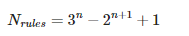 N_{rules} = 3^n − 2^{n+1} + 1